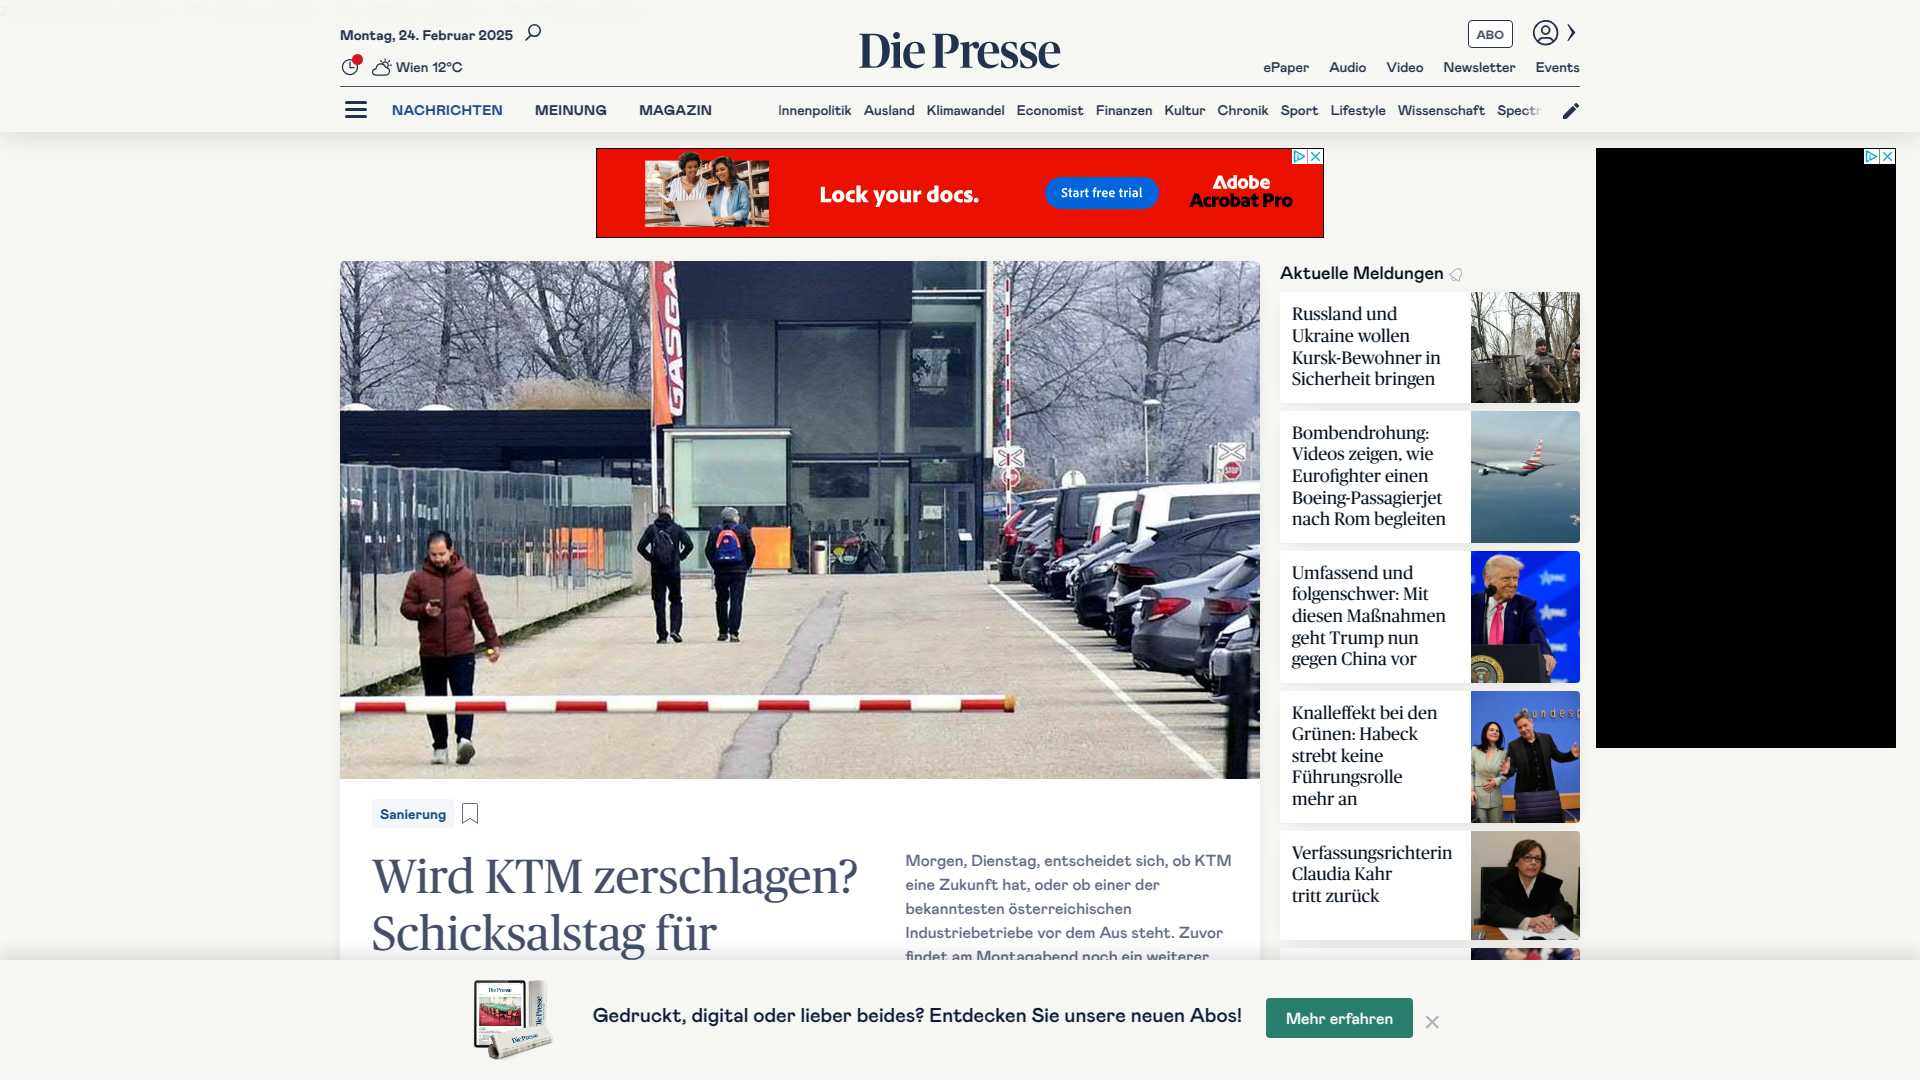 Montag, 24. Februar 2025
Die Presse
ABO
Wien 12°C
ePaper Audio Video Newsletter Events
NACHRICHTEN MEINUNG MAGAZIN
Innenpolitik Ausland Klimawandel Economist Finanzen Kultur Chronik Sport Lifestyle Wissenschaft Spectr
Lock your docs.
Start free trial
Adobe
Acrobat Pro
GASGA
STOP
Sanierung
Wird KTM zerschlagen?
Schicksalstag für
Morgen, Dienstag, entscheidet sich, ob KTM
eine Zukunft hat, oder ob einer der
bekanntesten österreichischen
Industriebetriebe vor dem Aus steht. Zuvor
findet am Montagabend noch ein weiterer
Aktuelle Meldungen
Russland und
Ukraine wollen
Kursk-Bewohner in
Sicherheit bringen
Bombendrohung:
Videos zeigen, wie
Eurofighter einen
Boeing-Passagierjet
nach Rom begleiten
Umfassend und
folgenschwer: Mit
diesen Maßnahmen
geht Trump nun
gegen China vor
Knalleffekt bei den
Grünen: Habeck
strebt keine
Führungsrolle
mehr an
Verfassungsrichterin
Claudia Kahr
tritt zurück
Die Presse
Die Presse
Die Presse
Gedruckt, digital oder lieber beides? Entdecken Sie unsere neuen Abos!
Mehr erfahren